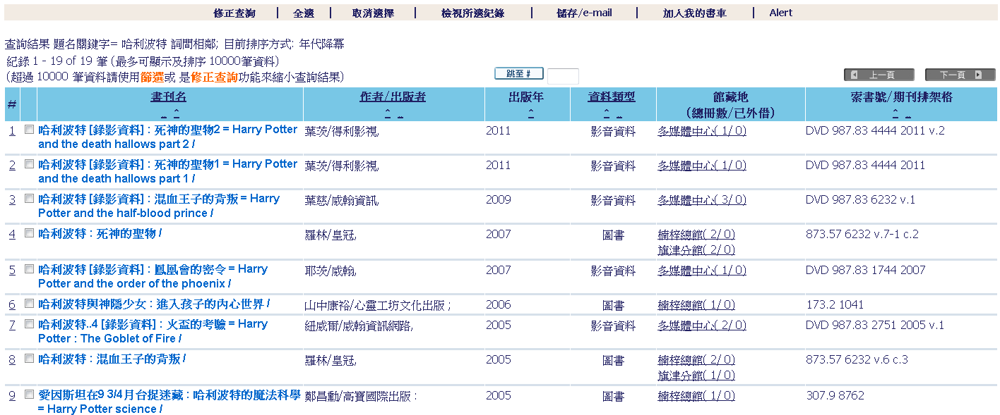 修正查詢 | 全選 | 取消選擇 | 檢視所選紀錄 | 儲存/e-mail | 加入我的書車 | Alert
查詢結果 題名關鍵字= 哈利波特 詞間相鄰; 目前排序方式: 年代降冪
紀錄 1 - 19 of 19 筆 (最多可顯示及排序 10000筆資料)
(超過 10000 筆資料請使用篩選或 是修正查詢功能來縮小查詢結果)
跳至 # 上一頁 下一頁
# 書刊名 作者/出版者 出版年 資料類型 館藏地 索書號/期刊排架格
(總冊數/已外借)
1 哈利波特 [錄影資料] : 死神的聖物2 = Harry Potter 葉茨/得利影視, 2011 影音資料 多媒體中心( 1/ 0) DVD 987.83 4444 2011 v.2
and the death hallows part 2 /
2 哈利波特 [錄影資料] : 死神的聖物1 = Harry Potter 葉茨/得利影視, 2011 影音資料 多媒體中心( 1/ 0) DVD 987.83 4444 2011
and the death hallows part 1 /
3 哈利波特 [錄影資料] : 混血王子的背叛 = Harry 葉慈/威翰資訊, 2009 影音資料 多媒體中心( 3/ 0) DVD 987.83 6232 v.1
Potter and the half-blood prince /
4 哈利波特 : 死神的聖物 / 羅林/皇冠, 2007 圖書 楠梓總館( 2/ 0) 873.57 6232 v.7-1 c.2
旗津分館( 2/ 0)
5 哈利波特 [錄影資料] : 鳳凰會的密令 = Harry 耶茨/威翰, 2007 影音資料 多媒體中心( 1/ 0) DVD 987.83 1744 2007
Potter and the order of the phoenix /
6 哈利波特與神隱少女 : 進入孩子的內心世界 / 山中康裕/心靈工坊文化出版 ; 2006 圖書 楠梓總館( 1/ 0) 173.2 1041
7 哈利波特..4 [錄影資料] : 火盃的考驗 = Harry 紐威爾/威翰資訊網路, 2005 影音資料 多媒體中心( 2/ 0) DVD 987.83 2751 2005 v.1
Potter : The Goblet of Fire /
8 哈利波特 : 混血王子的背叛 / 羅林/皇冠, 2005 圖書 楠梓總館( 2/ 0) 873.57 6232 v.6 c.3
旗津分館( 1/ 0)
9 愛因斯坦在9 3/4月台捉迷藏 : 哈利波特的魔法科學 鄭昌勳/高寶國際出版 : 2005 圖書 楠梓總館( 1/ 0) 307.9 8762
= Harry Potter science /